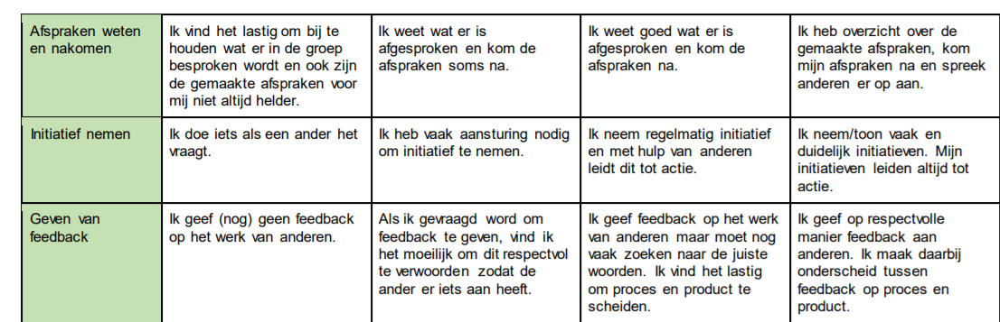 Afspraken weten
en nakomen
Ik vind het lastig om bij te
houden wat er in de groep
besproken wordt en ook zijn
de gemaakte afspraken voor
mij niet altijd helder.
Ik weet wat er is
afgesproken en kom de
afspraken soms na.
Ik weet goed wat er is
afgesproken en kom de
afspraken na.
Ik heb overzicht over de
gemaakte afspraken, kom
mijn afspraken na en spreek
anderen er op aan.
Initiatief nemen
Ik doe iets als een ander het
vraagt.
Ik heb vaak aansturing nodig
om initiatief te nemen.
Ik neem regelmatig initiatief
en met hulp van anderen
leidt dit tot actie.
Ik neem/toon vaak en
duidelijk initiatieven. Mijn
initiatieven leiden altijd tot
actie.
Geven van
feedback
Ik geef (nog) geen feedback
op het werk van anderen.
Als ik gevraagd word om
feedback te geven, vind ik
het moeilijk om dit respectvol
te verwoorden zodat de
ander er iets aan heeft.
Ik geef feedback op het werk
van anderen maar moet nog
vaak zoeken naar de juiste
woorden. Ik vind het lastig
om proces en product te
scheiden.
Ik geef op respectvolle
manier feedback aan
anderen. Ik maak daarbij
onderscheid tussen
feedback op proces en
product.